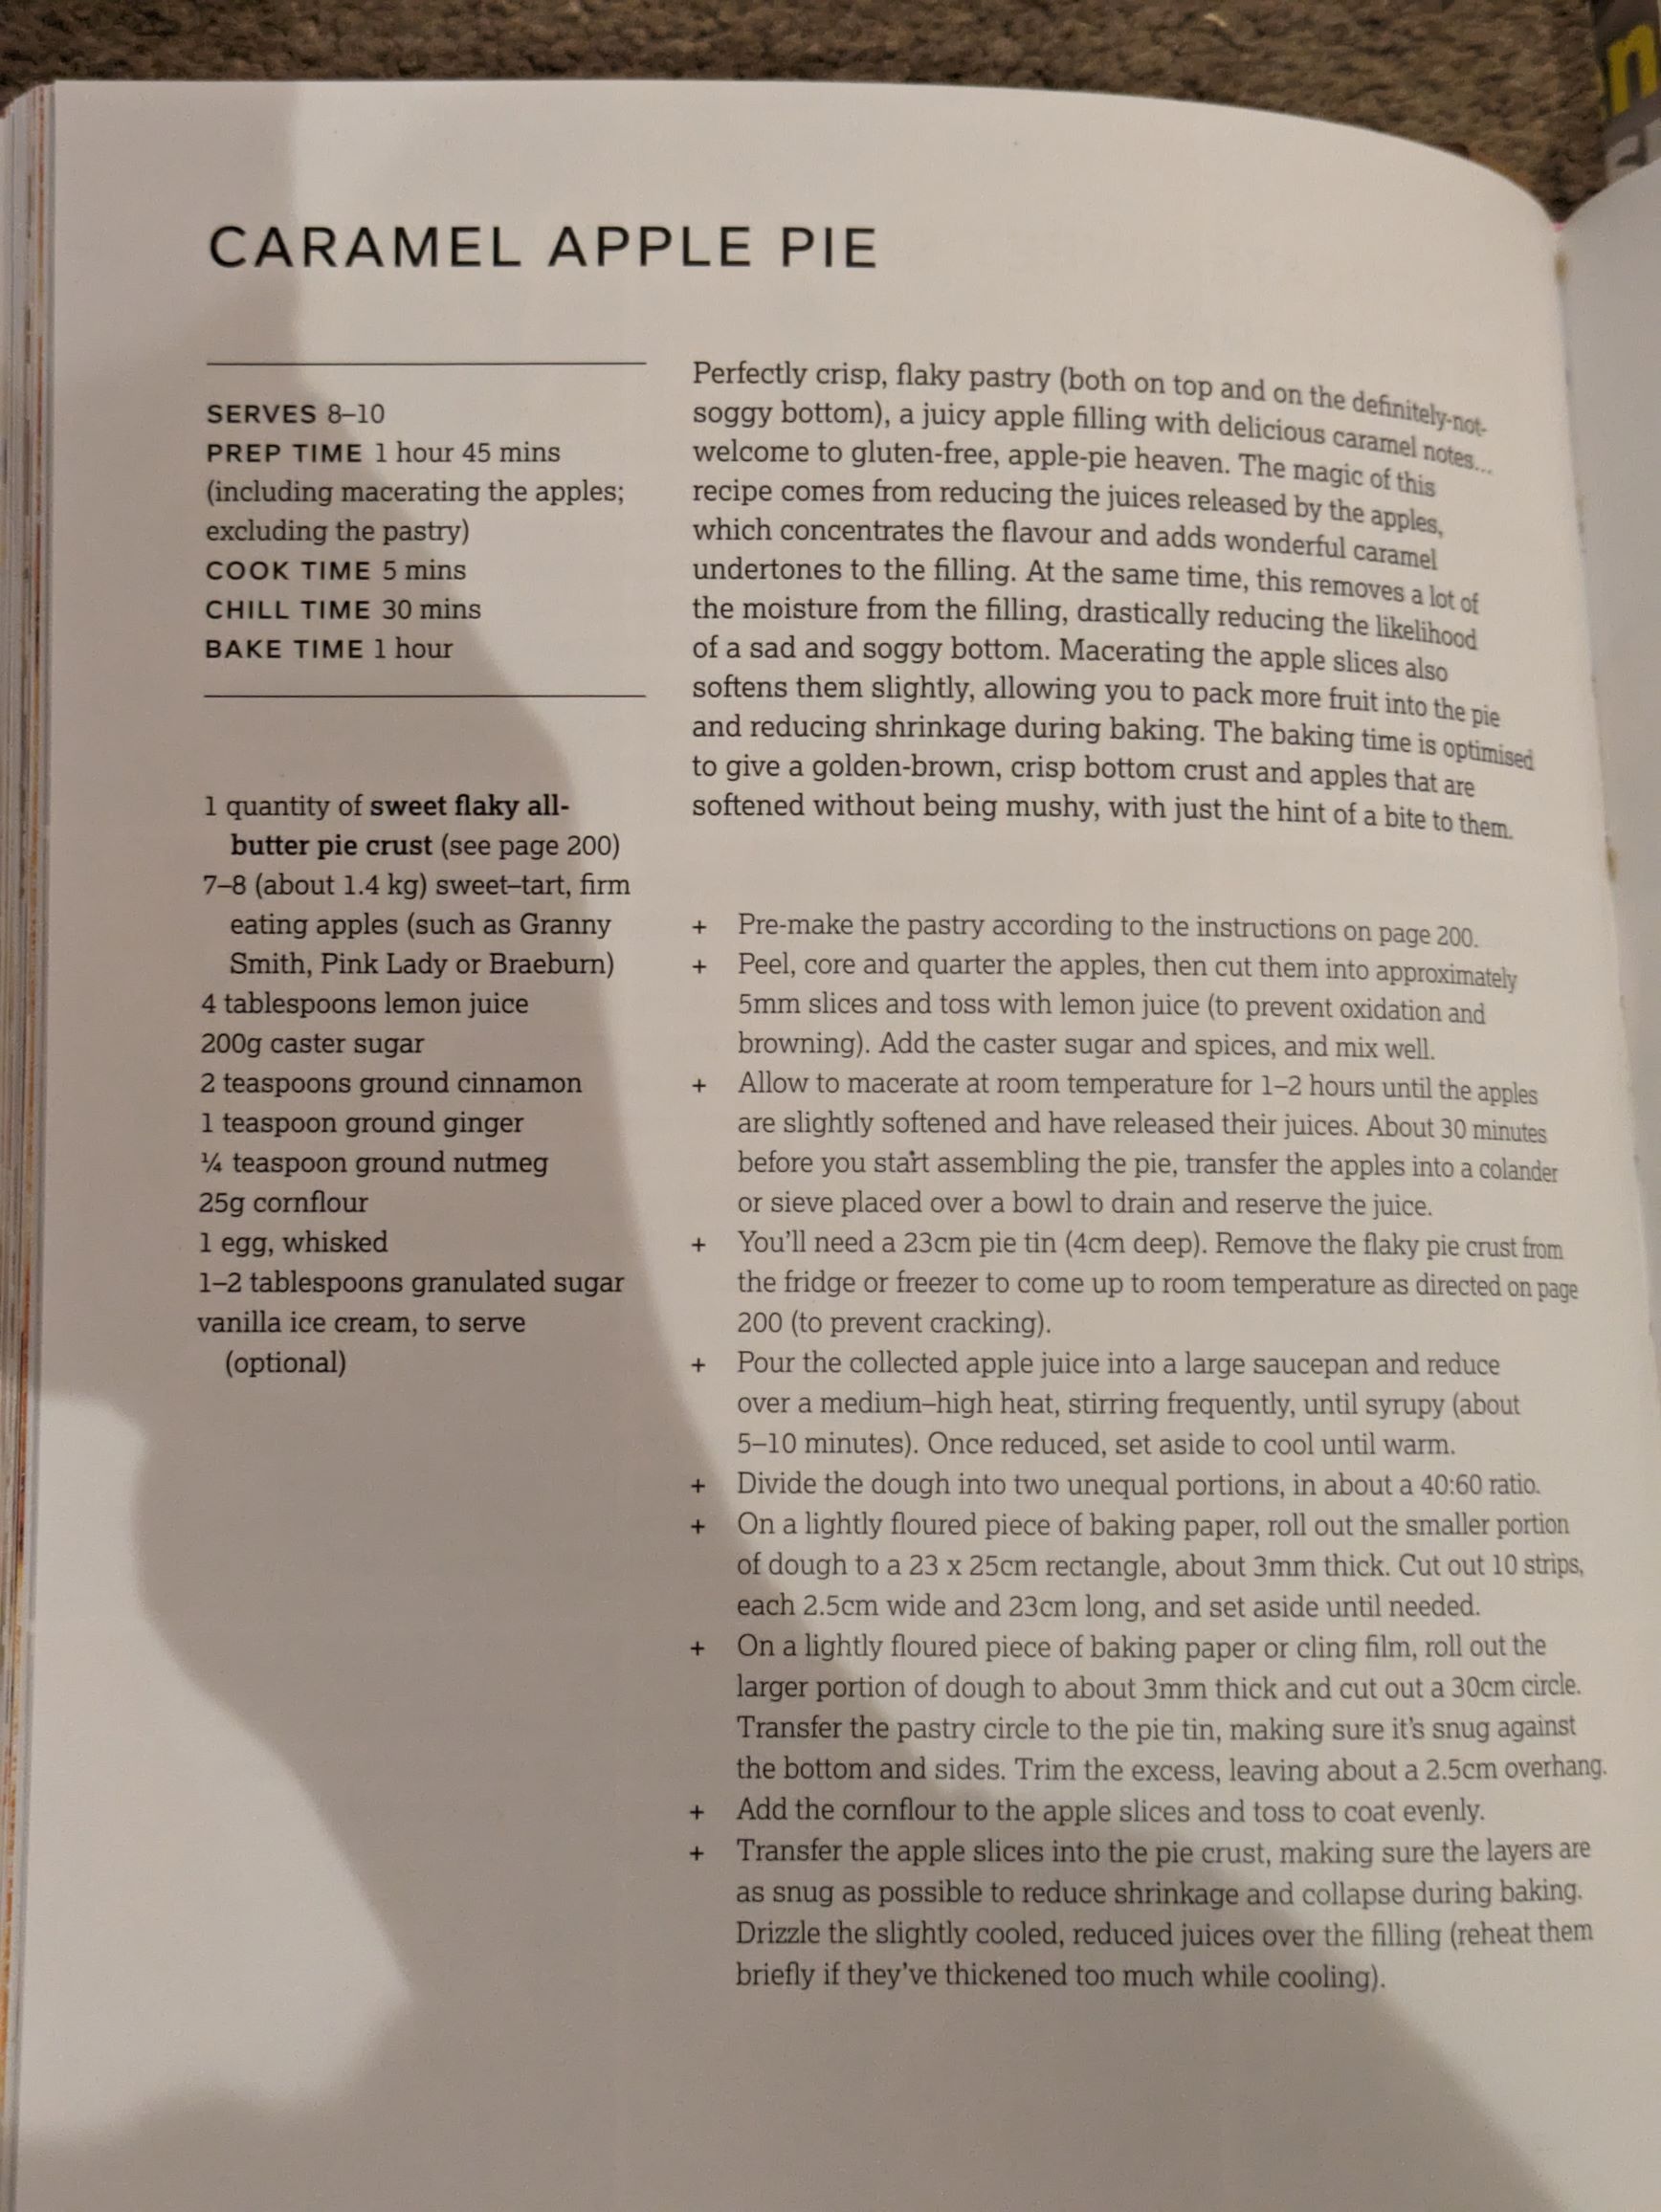 CARAMEL APPLE PIE
SERVES 8–10
PREP TIME 1 hour 45 mins
(including macerating the apples;
excluding the pastry)
COOK TIME 5 mins
CHILL TIME 30 mins
BAKE TIME 1 hour
1 quantity of sweet flaky all-
butter pie crust (see page 200)
7–8 (about 1.4 kg) sweet–tart, firm
eating apples (such as Granny
Smith, Pink Lady or Braeburn)
4 tablespoons lemon juice
200g caster sugar
2 teaspoons ground cinnamon
1 teaspoon ground ginger
¼ teaspoon ground nutmeg
25g cornflour
1 egg, whisked
1–2 tablespoons granulated sugar
vanilla ice cream, to serve
(optional)
Perfectly crisp, flaky pastry (both on top and on the definitely-not-
soggy bottom), a juicy apple filling with delicious caramel notes...
welcome to gluten-free, apple-pie heaven. The magic of this
recipe comes from reducing the juices released by the apples,
which concentrates the flavour and adds wonderful caramel
undertones to the filling. At the same time, this removes a lot of
the moisture from the filling, drastically reducing the likelihood
of a sad and soggy bottom. Macerating the apple slices also
softens them slightly, allowing you to pack more fruit into the pie
and reducing shrinkage during baking. The baking time is optimised
to give a golden-brown, crisp bottom crust and apples that are
softened without being mushy, with just the hint of a bite to them.
+ Pre-make the pastry according to the instructions on page 200.
+ Peel, core and quarter the apples, then cut them into approximately
5mm slices and toss with lemon juice (to prevent oxidation and
browning). Add the caster sugar and spices, and mix well.
+ Allow to macerate at room temperature for 1–2 hours until the apples
are slightly softened and have released their juices. About 30 minutes
before you start assembling the pie, transfer the apples into a colander
or sieve placed over a bowl to drain and reserve the juice.
+ You'll need a 23cm pie tin (4cm deep). Remove the flaky pie crust from
the fridge or freezer to come up to room temperature as directed on page
200 (to prevent cracking).
+ Pour the collected apple juice into a large saucepan and reduce
over a medium–high heat, stirring frequently, until syrupy (about
5–10 minutes). Once reduced, set aside to cool until warm.
+ Divide the dough into two unequal portions, in about a 40:60 ratio.
+ On a lightly floured piece of baking paper, roll out the smaller portion
of dough to a 23 x 25cm rectangle, about 3mm thick. Cut out 10 strips,
each 2.5cm wide and 23cm long, and set aside until needed.
+ On a lightly floured piece of baking paper or cling film, roll out the
larger portion of dough to about 3mm thick and cut out a 30cm circle.
Transfer the pastry circle to the pie tin, making sure it's snug against
the bottom and sides. Trim the excess, leaving about a 2.5cm overhang.
+ Add the cornflour to the apple slices and toss to coat evenly.
+ Transfer the apple slices into the pie crust, making sure the layers are
as snug as possible to reduce shrinkage and collapse during baking.
Drizzle the slightly cooled, reduced juices over the filling (reheat them
briefly if they've thickened too much while cooling).